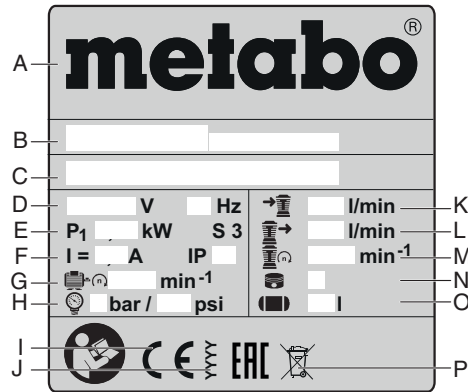 metabo®
A
B
C
D V Hz l/min K
E P1 kW S 3 l/min L
F I = A IP n min-1 M
G n min-1 N
H bar / psi l O
I CE EAC
J P